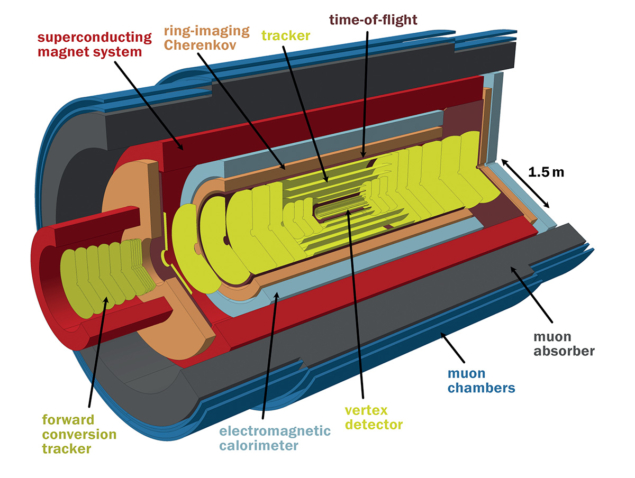 superconducting
magnet system
ring-imaging
Cherenkov
tracker
time-of-flight
1.5 m
muon
absorber
muon
chambers
vertex
detector
electromagnetic
calorimeter
forward
conversion
tracker